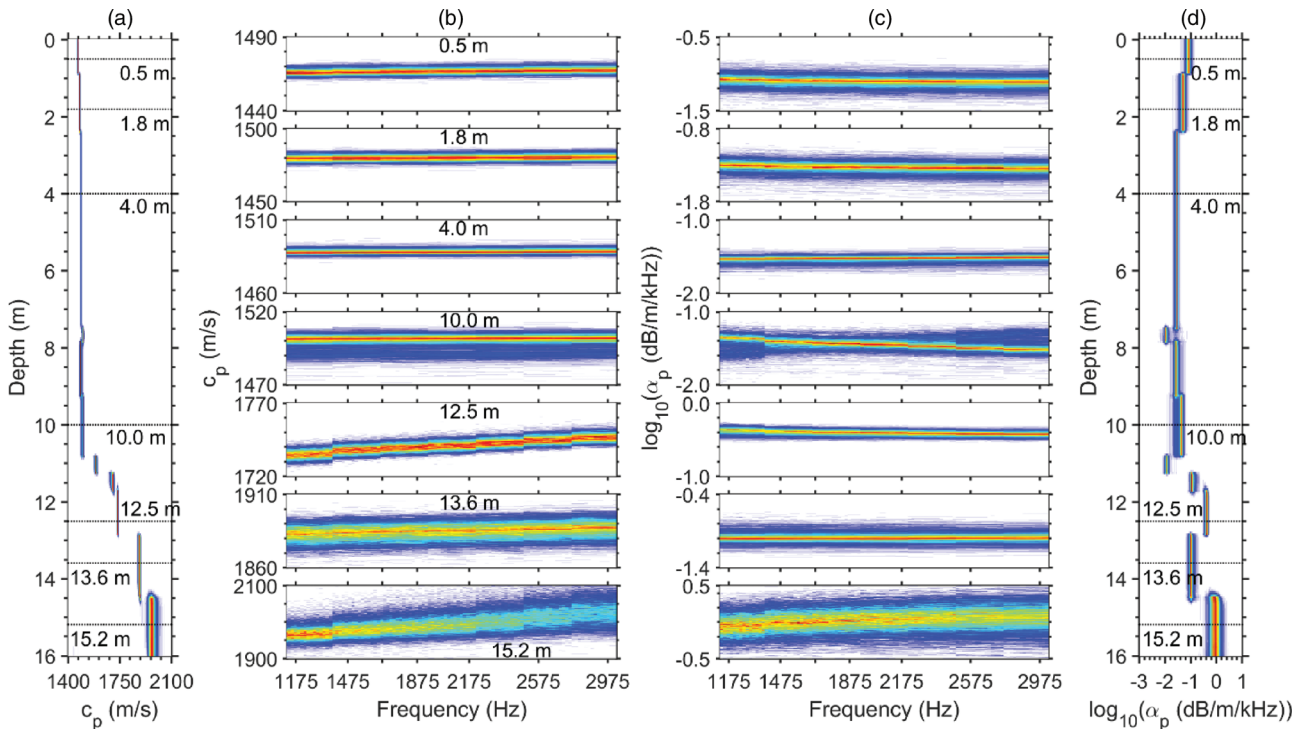 (a)
(b)
(c)
(d)
0
2
4
6
8
10
12
14
16
Depth (m)
0.5 m
1.8 m
4.0 m
10.0 m
12.5 m
13.6 m
15.2 m
1400 1750 2100
c_p (m/s)
c_p (m/s)
1490
0.5 m
1440
1500
1.8 m
1450
1510
4.0 m
1460
1520
10.0 m
1470
1770
12.5 m
1720
1910
13.6 m
1860
2100
15.2 m
1900
1175 1475 1875 2175 2575 2975
Frequency (Hz)
log₁₀(α_p (dB/m/kHz))
-0.5
-1.5
-0.8
-1.8
-1.0
-2.0
-1.0
-2.0
0.0
-1.0
-0.4
-1.4
0.5
-0.5
1175 1475 1875 2175 2575 2975
Frequency (Hz)
Depth (m)
0
2
4
6
8
10
12
14
16
0.5 m
1.8 m
4.0 m
10.0 m
12.5 m
13.6 m
15.2 m
-3 -2 -1 0 1
log₁₀(α_p (dB/m/kHz))